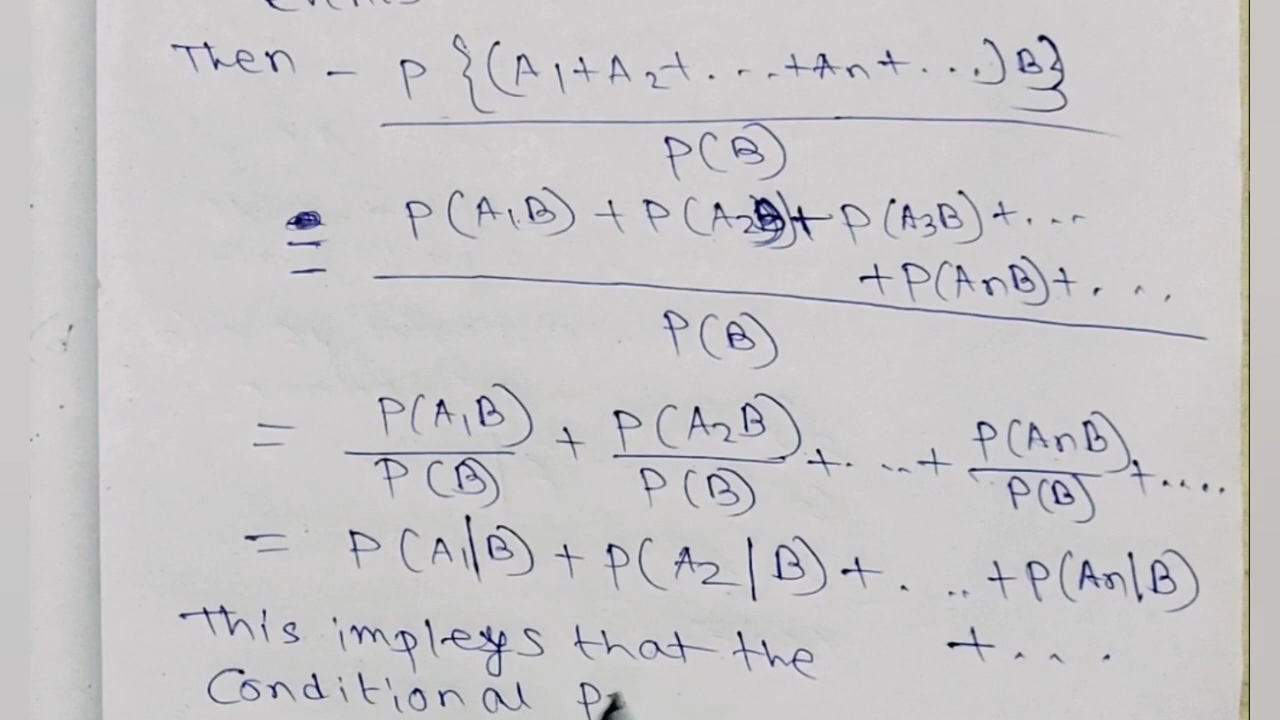 Then - P{(A1+A2+...+An+...)B}
P(B)
= P(A1B) + P(A2B) + P(A3B) +...
+P(AnB)+...
P(B)
= P(A1B)/P(B) + P(A2B)/P(B) +...+ P(AnB)/P(B) +....
= P(A1|B) + P(A2|B) +. ... +P(An|B)
+...
This impleys that the
Conditional P